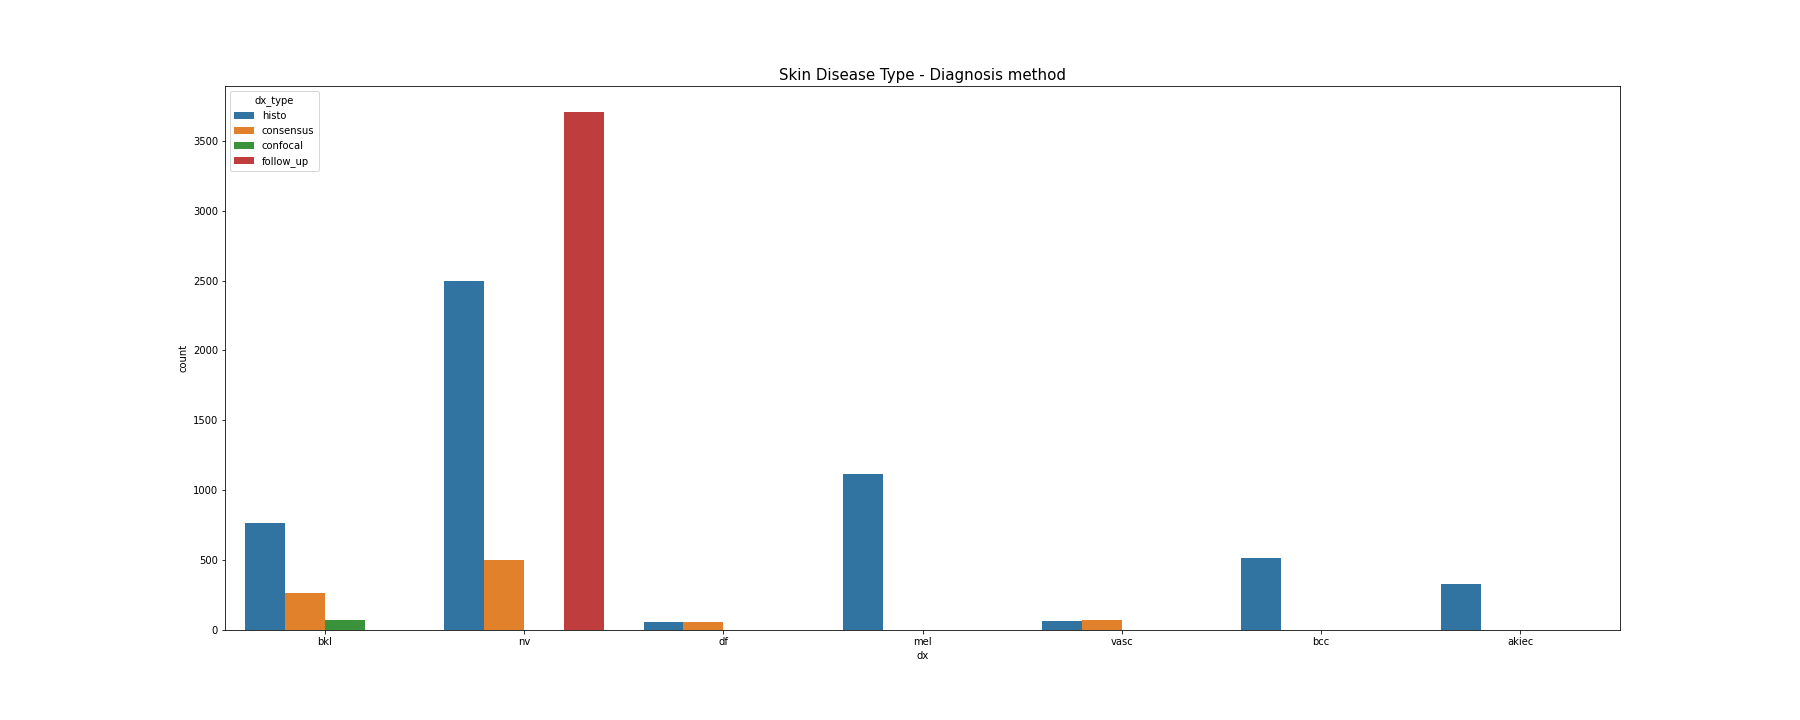 Skin Disease Type - Diagnosis method
dx_type
histo
consensus
confocal
follow_up
3500
3000
2500
2000
1500
1000
500
0
count
bkl
nv
df
mel
vasc
bcc
akiec
dx